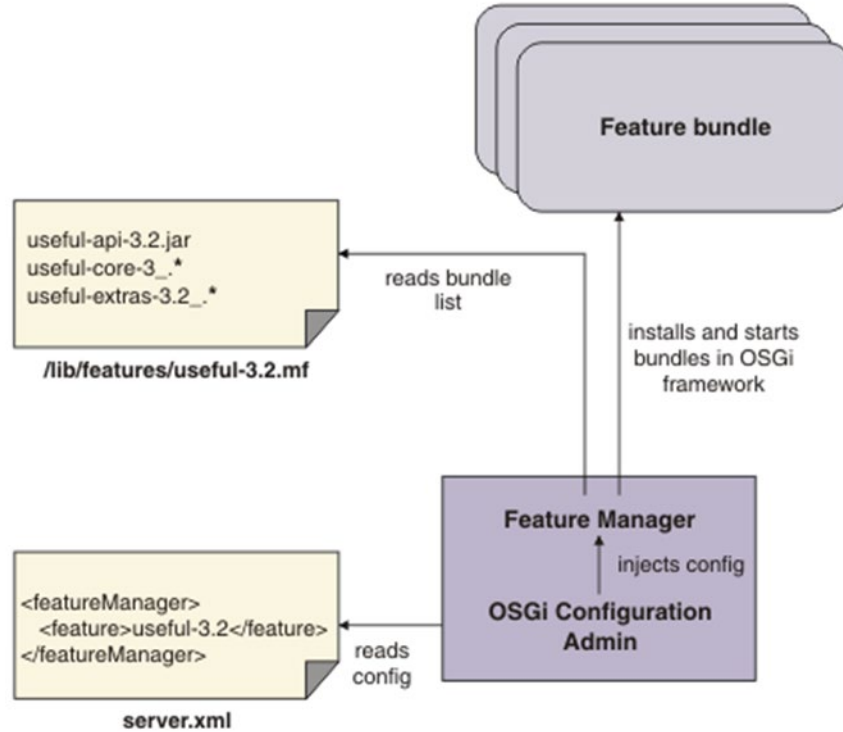 Feature bundle
useful-api-3.2.jar
useful-core-3_.*
useful-extras-3.2_.*
/lib/features/useful-3.2.mf
reads bundle
list
installs and starts
bundles in OSGi
framework
Feature Manager
injects config
OSGi Configuration
Admin
<featureManager>
<feature>useful-3.2</feature>
</featureManager>
server.xml
reads
config